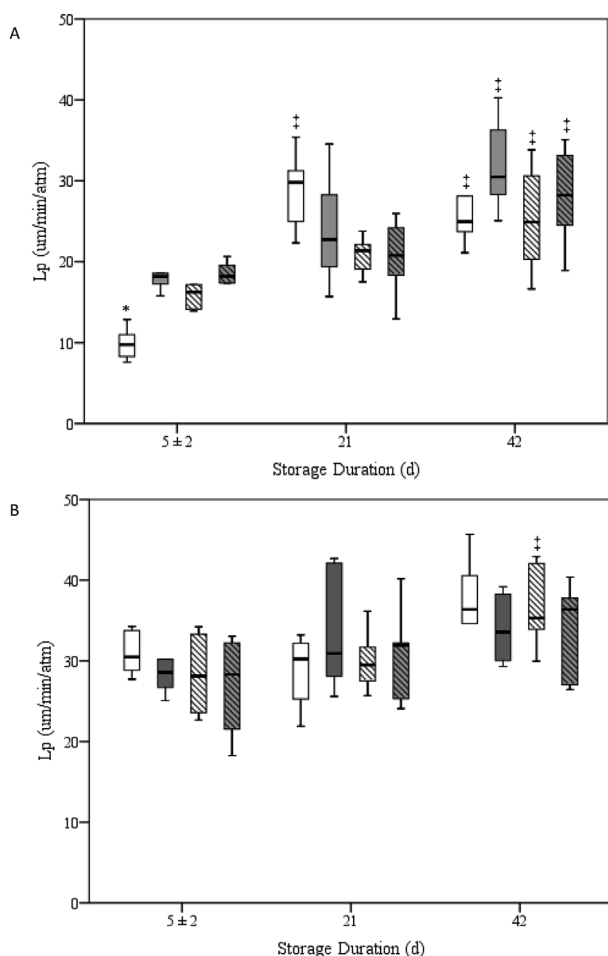 A
50
40
30
20
10
0
Lp (um/min/atm)
‡
‡
‡
‡
‡
*
5 ± 2
21
42
Storage Duration (d)
B
50
40
30
20
10
0
Lp (um/min/atm)
‡
5 ± 2
21
42
Storage Duration (d)